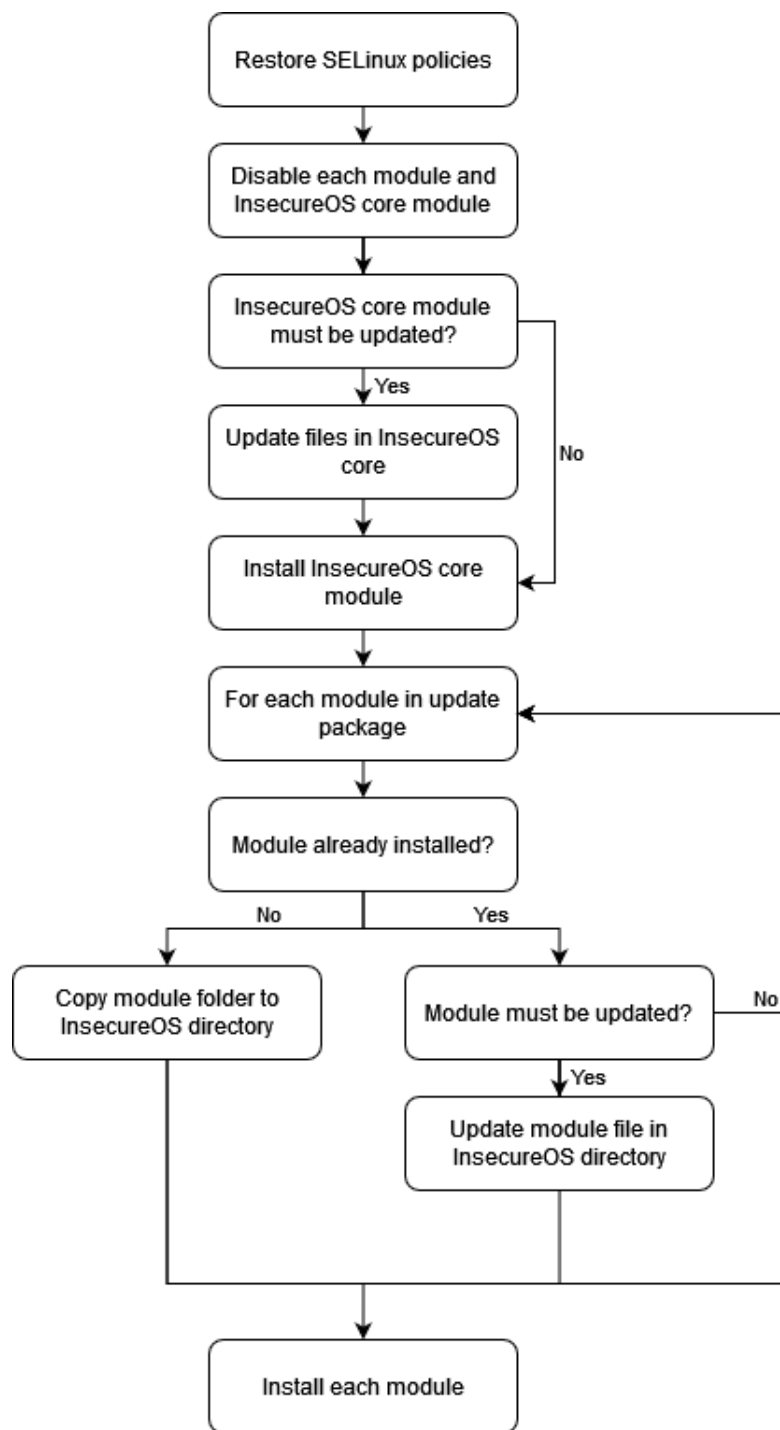 Restore SELinux policies
Disable each module and
InsecureOS core module
InsecureOS core module
must be updated?
Yes
Update files in InsecureOS
core
No
Install InsecureOS core
module
For each module in update
package
Module already installed?
No
Yes
Copy module folder to
InsecureOS directory
Module must be updated?
No
Yes
Update module file in
InsecureOS directory
Install each module